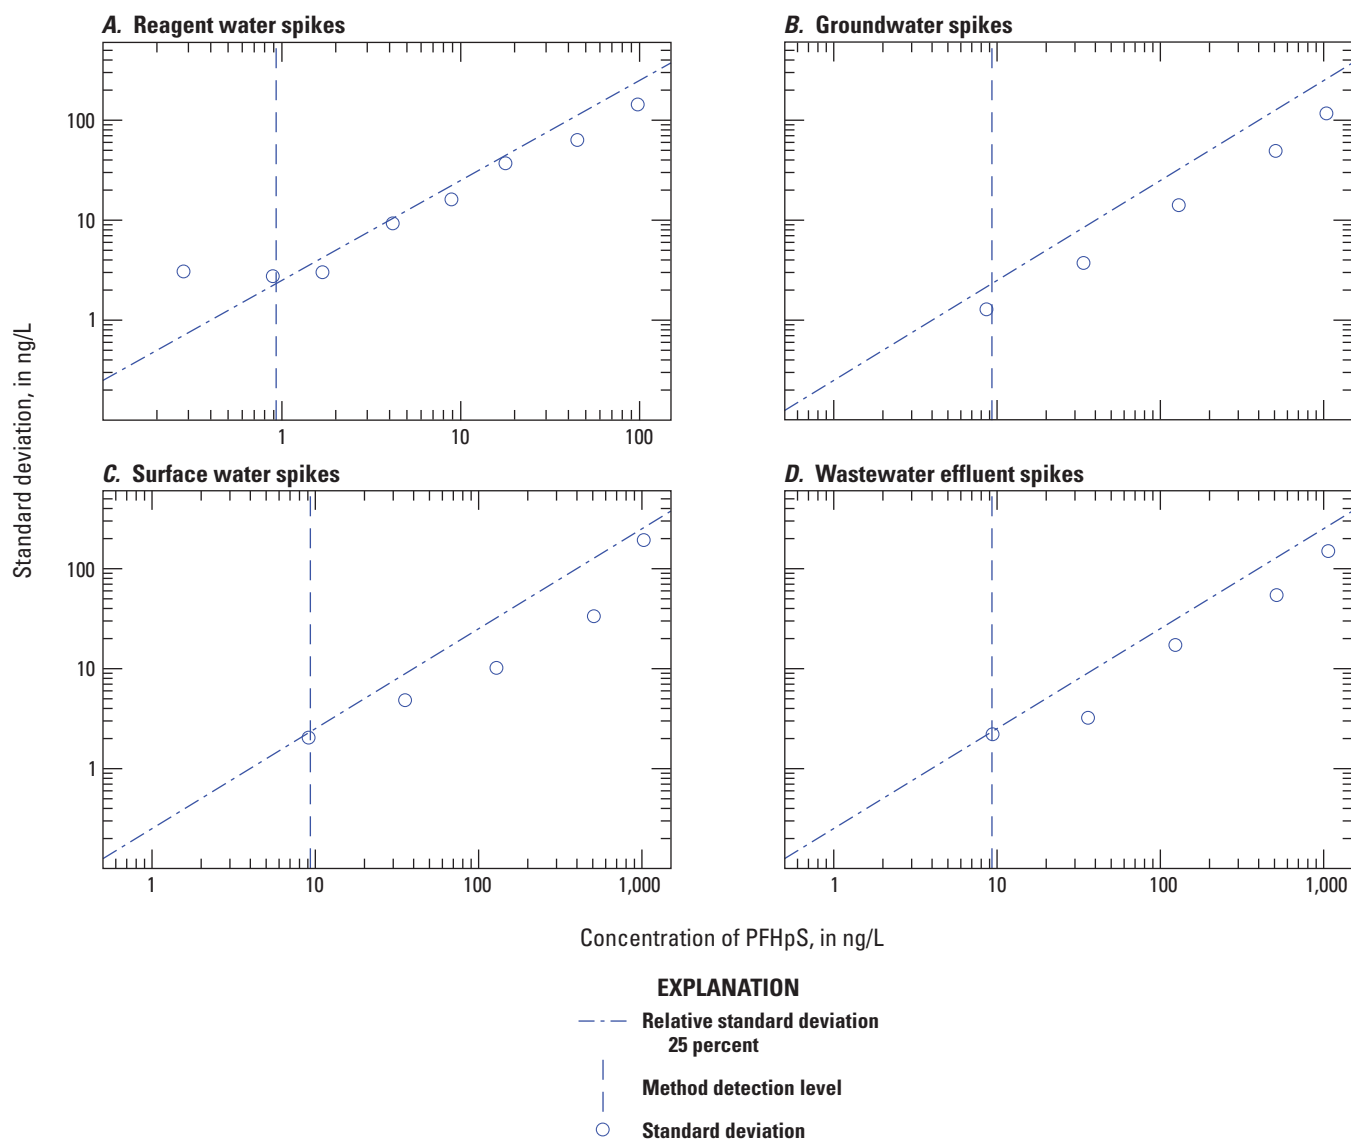 A. Reagent water spikes
B. Groundwater spikes
100
10
1
1
10
100
C. Surface water spikes
D. Wastewater effluent spikes
100
10
1
1
10
100
1,000
1
10
100
1,000
Standard deviation, in ng/L
Concentration of PFHpS, in ng/L
EXPLANATION
Relative standard deviation
25 percent
Method detection level
Standard deviation